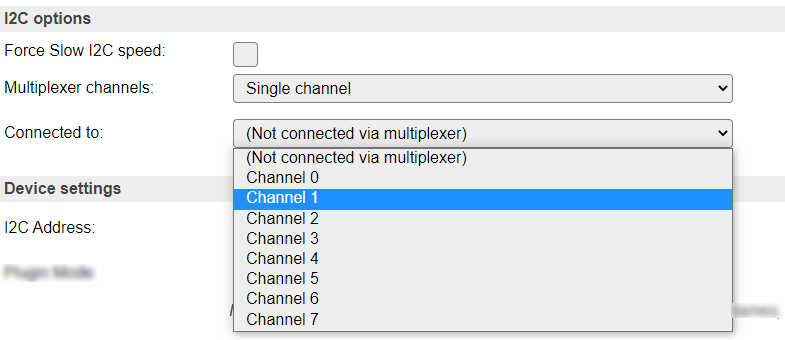 I2C options
Force Slow I2C speed:
Multiplexer channels: Single channel
Connected to: (Not connected via multiplexer)
(Not connected via multiplexer)
Channel 0
Device settings
Channel 1
Channel 2
I2C Address:
Channel 3
Channel 4
Plugin Mode
Channel 5
Channel 6
Channel 7